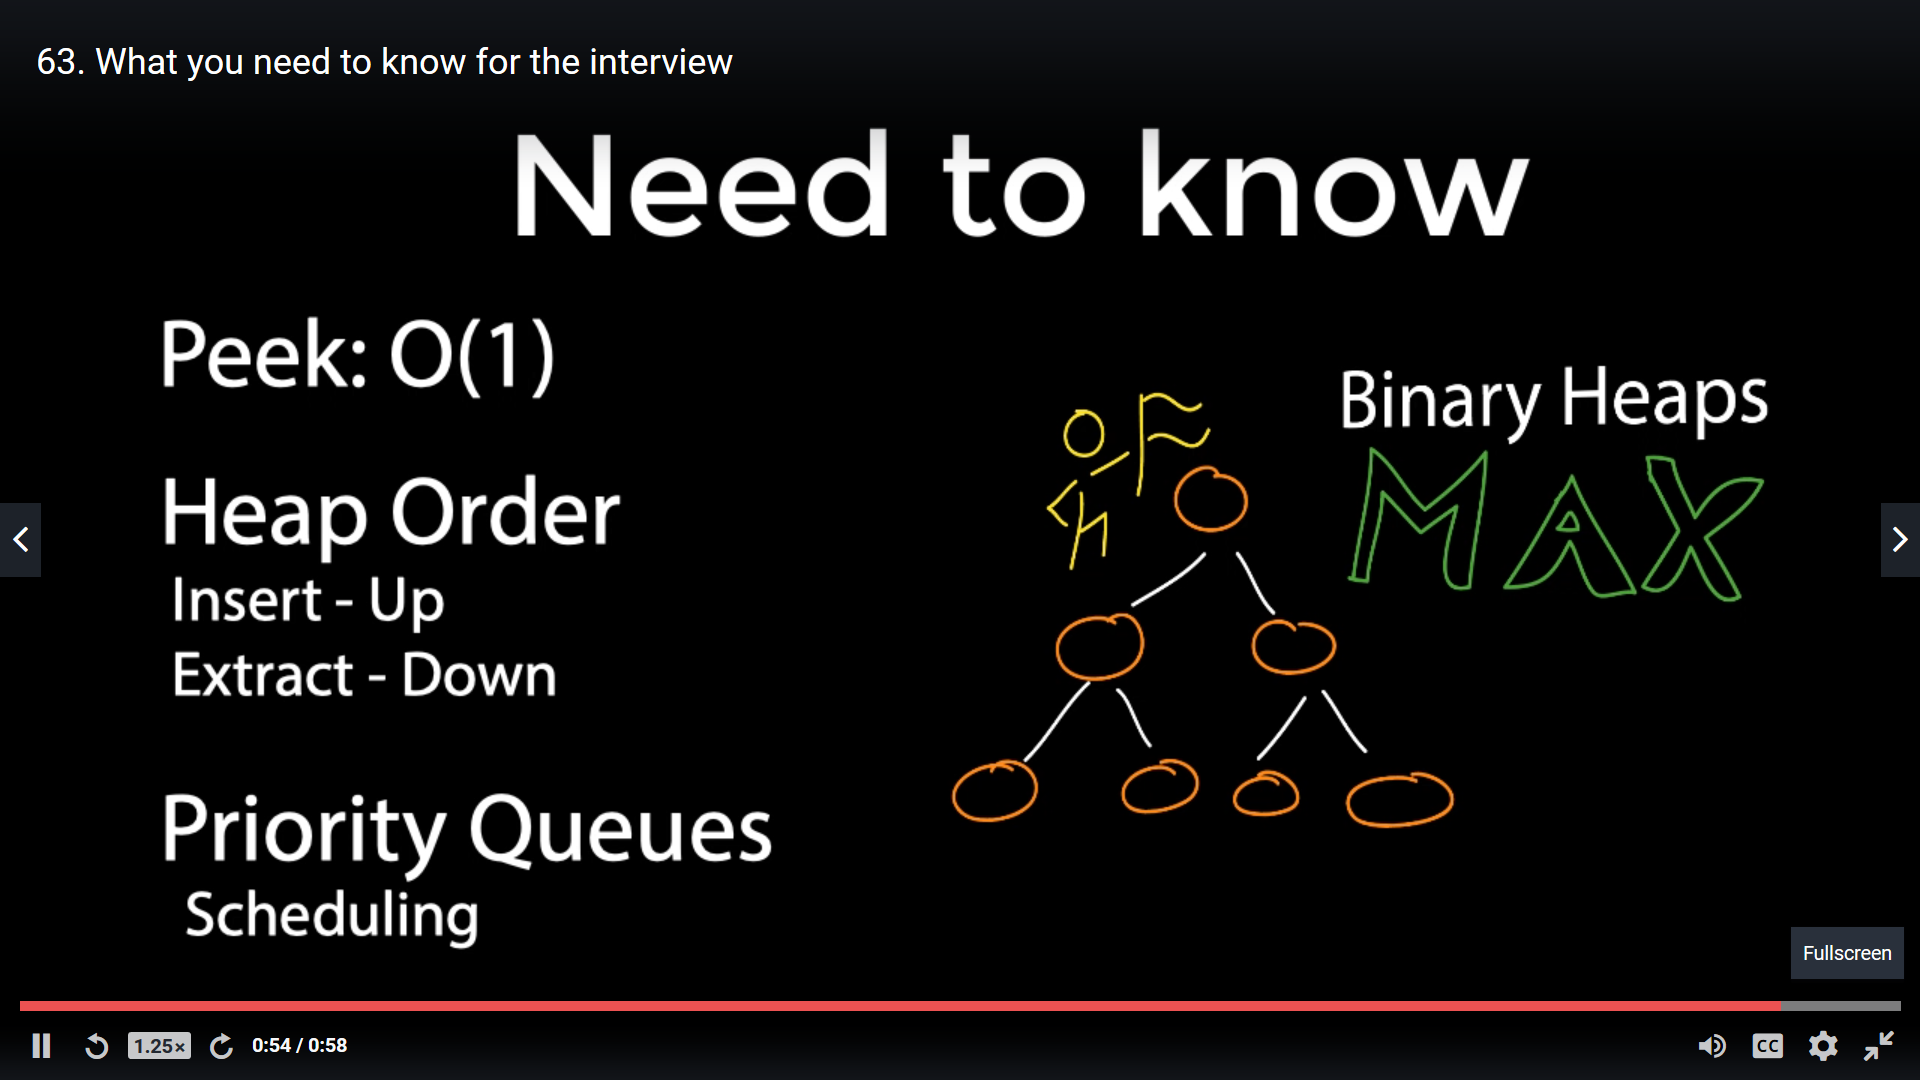 63. What you need to know for the interview
Need to know
Peek: O(1)
Heap Order
Insert - Up
Extract - Down
Priority Queues
Scheduling
Binary Heaps
MAX
Fullscreen
1.25×
0:54 / 0:58
CC